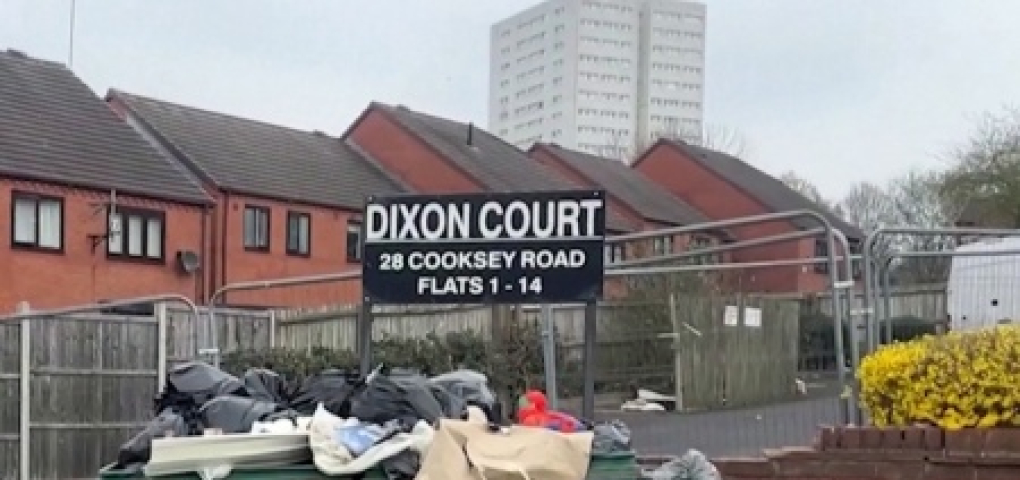 DIXON COURT
28 COOKSEY ROAD
FLATS 1 - 14